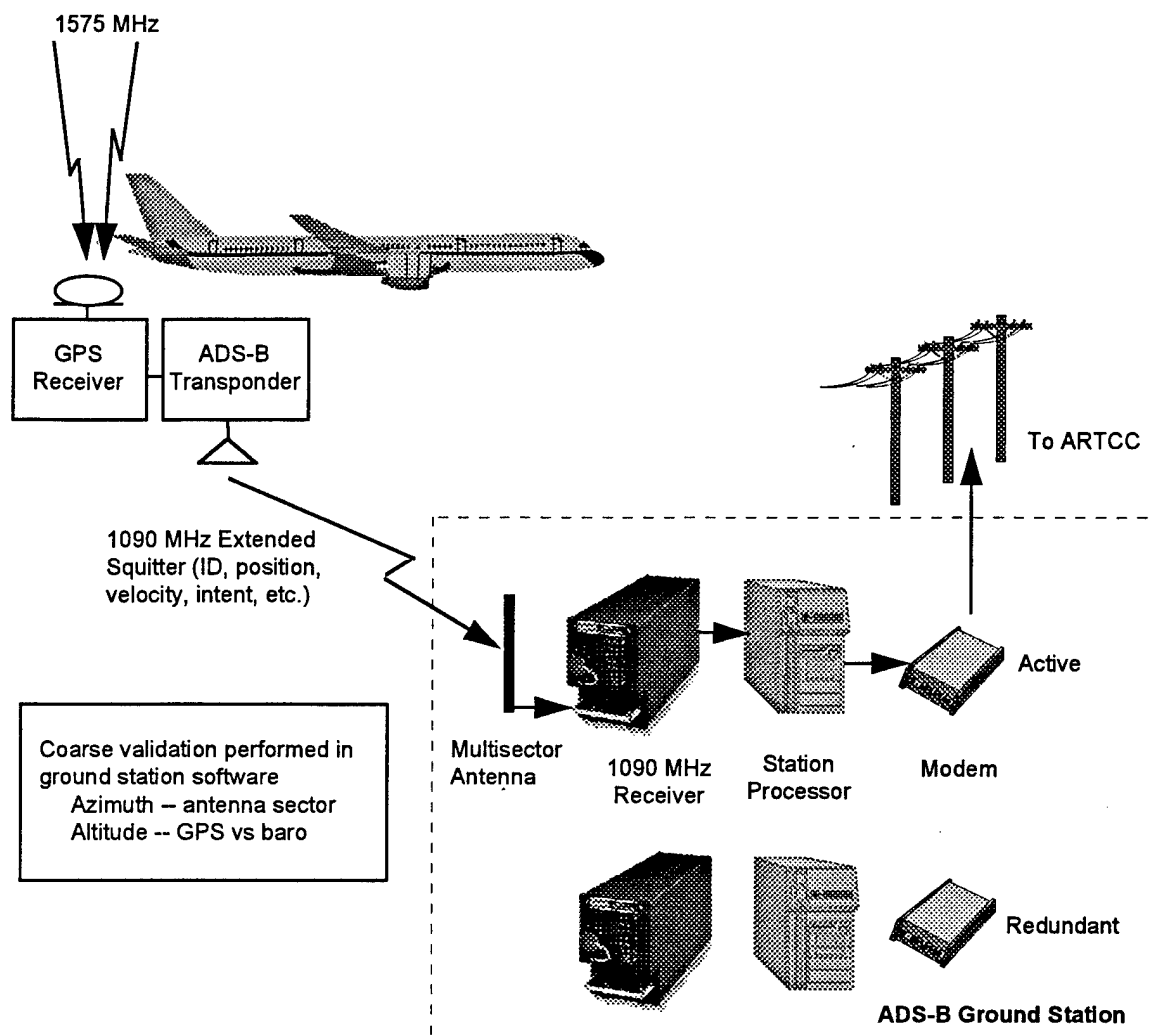 1575 MHz
GPS
Receiver
ADS-B
Transponder
To ARTCC
1090 MHz Extended
Squitter (ID, position,
velocity, intent, etc.)
Active
Multisector
Antenna
1090 MHz
Receiver
Station
Processor
Modem
Coarse validation performed in
ground station software
Azimuth -- antenna sector
Altitude -- GPS vs baro
Redundant
ADS-B Ground Station